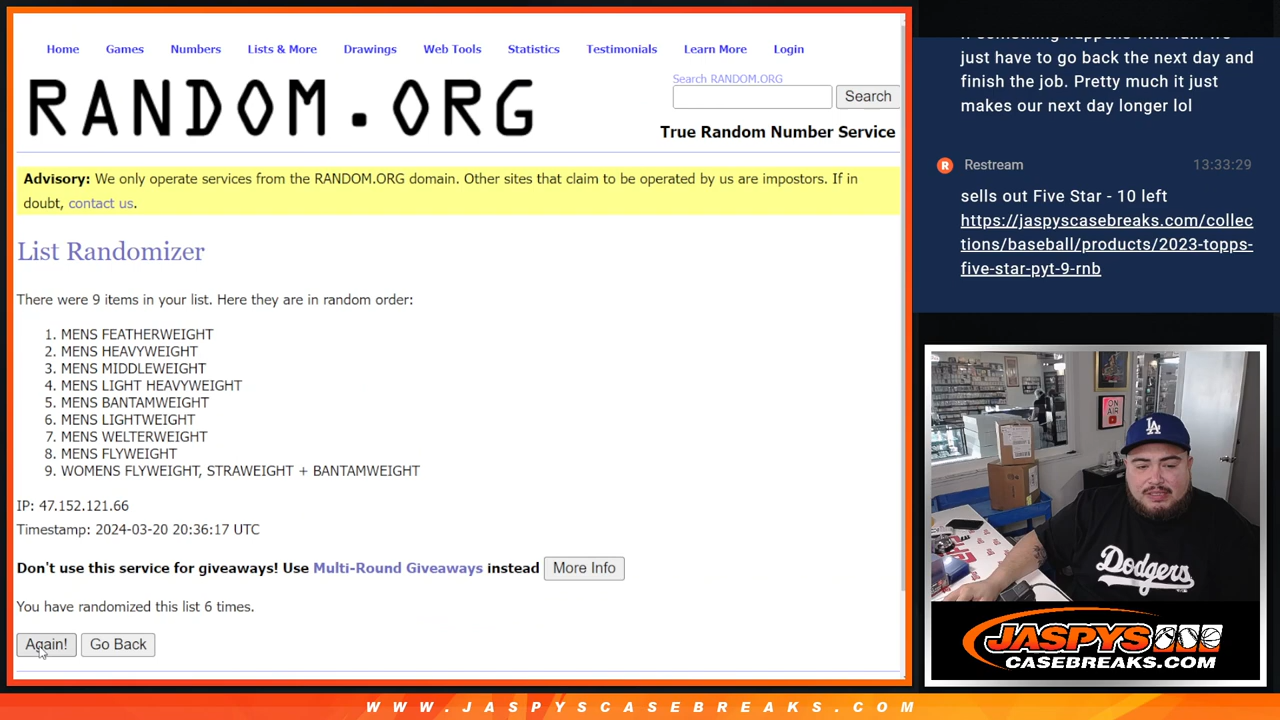 Home Games Numbers Lists & More Drawings Web Tools Statistics Testimonials Learn More Login
Search RANDOM.ORG
Search
RANDOM.ORG
True Random Number Service
Advisory: We only operate services from the RANDOM.ORG domain. Other sites that claim to be operated by us are impostors. If in
doubt, contact us.
List Randomizer
There were 9 items in your list. Here they are in random order:
1. MENS FEATHERWEIGHT
2. MENS HEAVYWEIGHT
3. MENS MIDDLEWEIGHT
4. MENS LIGHT HEAVYWEIGHT
5. MENS BANTAMWEIGHT
6. MENS LIGHTWEIGHT
7. MENS WELTERWEIGHT
8. MENS FLYWEIGHT
9. WOMENS FLYWEIGHT, STRAWEIGHT + BANTAMWEIGHT
IP: 47.152.121.66
Timestamp: 2024-03-20 20:36:17 UTC
Don't use this service for giveaways! Use Multi-Round Giveaways instead More Info
You have randomized this list 6 times.
Again! Go Back
just have to go back the next day and
finish the job. Pretty much it just
makes our next day longer lol
R Restream 13:33:29
sells out Five Star - 10 left
https://jaspyscasebreaks.com/collec
tions/baseball/products/2023-topps-
five-star-pyt-9-rnb
ON
AIR
LA
Dodgers
JASPYS
CASEBREAKS.COM
WWW.JASPYSCASEBREAKS.COM